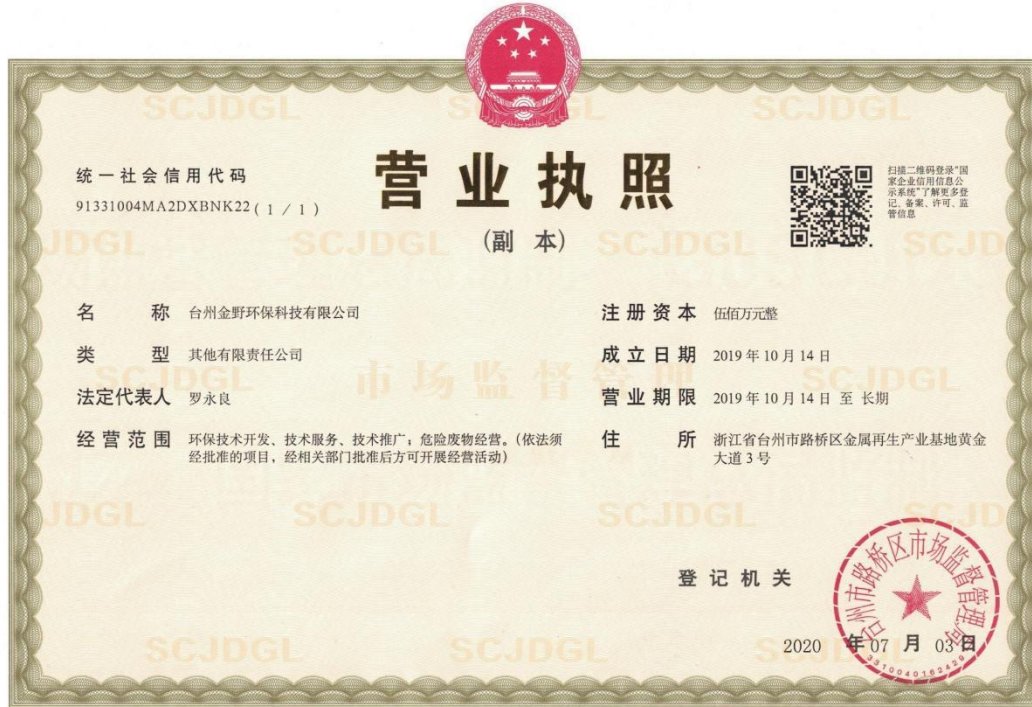 统一社会信用代码
91331004MA2DXBNK22(1/1)
营业执照
(副 本)
扫描二维码登录“国
家企业信用信息公
示系统”了解更多登
记、备案、许可、监
管信息
名 称 台州金野环保科技有限公司
类 型 其他有限责任公司
法定代表人 罗永良
经营范围 环保技术开发、技术服务、技术推广；危险废物经营。(依法须
经批准的项目，经相关部门批准后方可开展经营活动)
注册资本 伍佰万元整
成立日期 2019年10月14日
营业期限 2019年10月14日 至 长期
住 所 浙江省台州市路桥区金属再生产业基地黄金
大道3号
登记机关
台州市路桥区市场监督管理局
2020 年 07 月 03 日
3310040162429
SCJDGL
市场监督管理